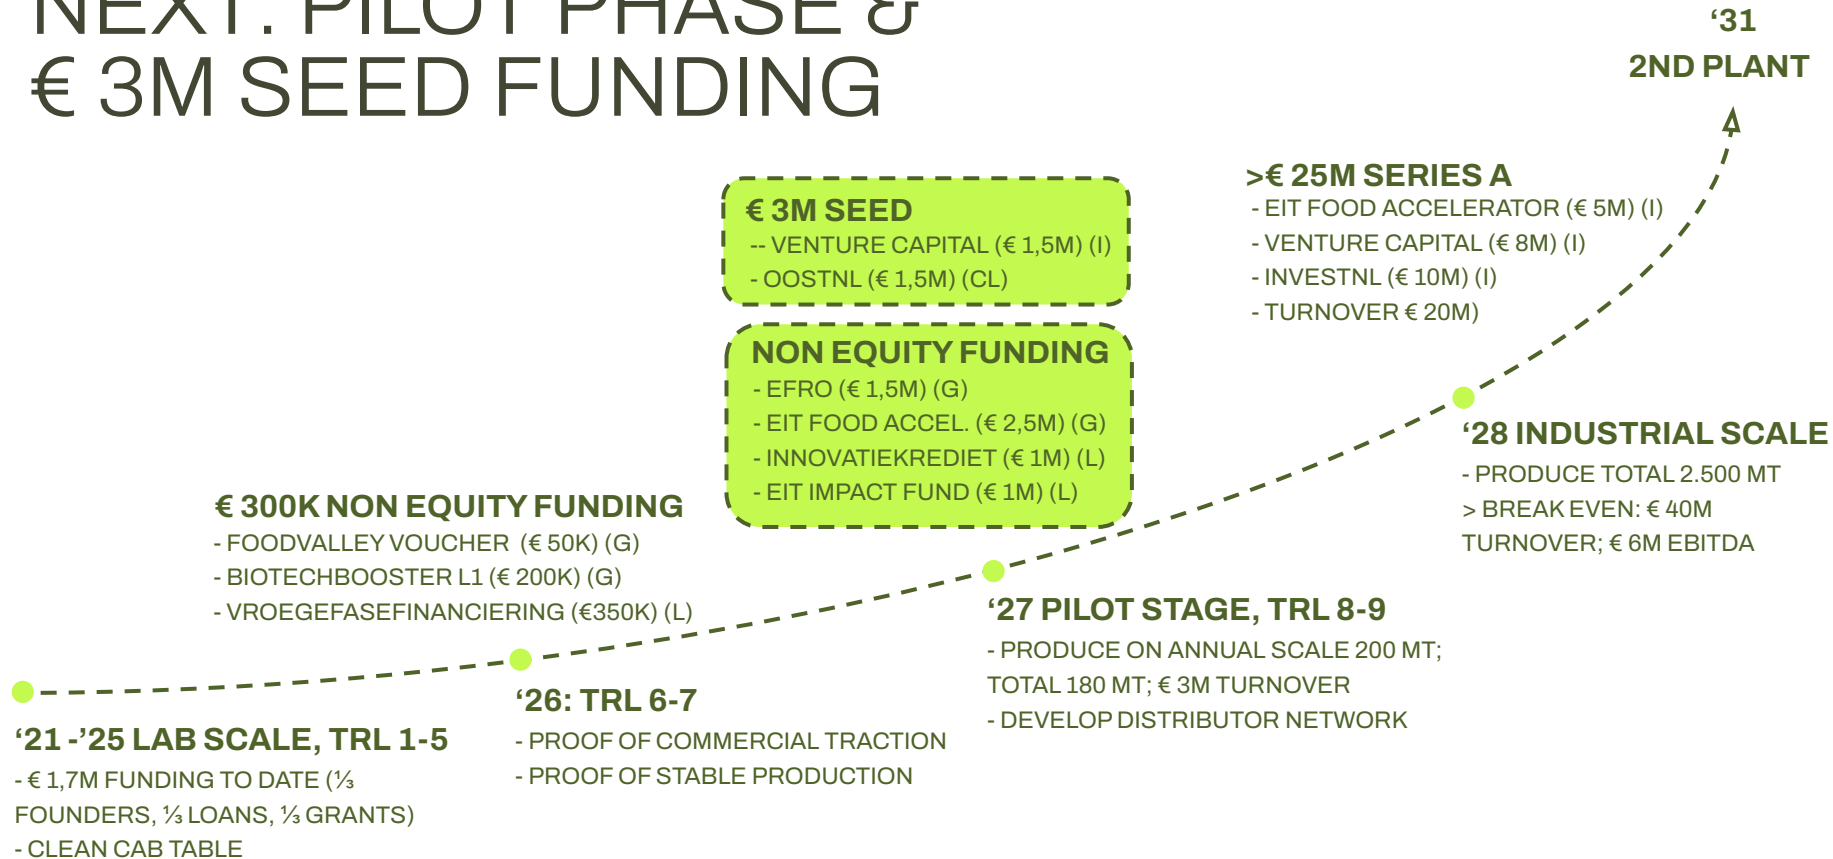 NEXT: PILOT PHASE &
€ 3M SEED FUNDING
‘31
2ND PLANT
>€ 25M SERIES A
- EIT FOOD ACCELERATOR (€ 5M) (I)
- VENTURE CAPITAL (€ 8M) (I)
- INVESTNL (€ 10M) (I)
- TURNOVER € 20M)
€ 3M SEED
-- VENTURE CAPITAL (€ 1,5M) (I)
- OOSTNL (€ 1,5M) (CL)
NON EQUITY FUNDING
- EFRO (€ 1,5M) (G)
- EIT FOOD ACCEL. (€ 2,5M) (G)
- INNOVATIEKREDIET (€ 1M) (L)
- EIT IMPACT FUND (€ 1M) (L)
‘28 INDUSTRIAL SCALE
- PRODUCE TOTAL 2.500 MT
> BREAK EVEN: € 40M
TURNOVER; € 6M EBITDA
€ 300K NON EQUITY FUNDING
- FOODVALLEY VOUCHER (€ 50K) (G)
- BIOTECHBOOSTER L1 (€ 200K) (G)
- VROEGEFASEFINANCIERING (€350K) (L)
‘27 PILOT STAGE, TRL 8-9
- PRODUCE ON ANNUAL SCALE 200 MT;
TOTAL 180 MT; € 3M TURNOVER
- DEVELOP DISTRIBUTOR NETWORK
‘26: TRL 6-7
- PROOF OF COMMERCIAL TRACTION
- PROOF OF STABLE PRODUCTION
‘21 -’25 LAB SCALE, TRL 1-5
- € 1,7M FUNDING TO DATE (⅓
FOUNDERS, ⅓ LOANS, ⅓ GRANTS)
- CLEAN CAB TABLE